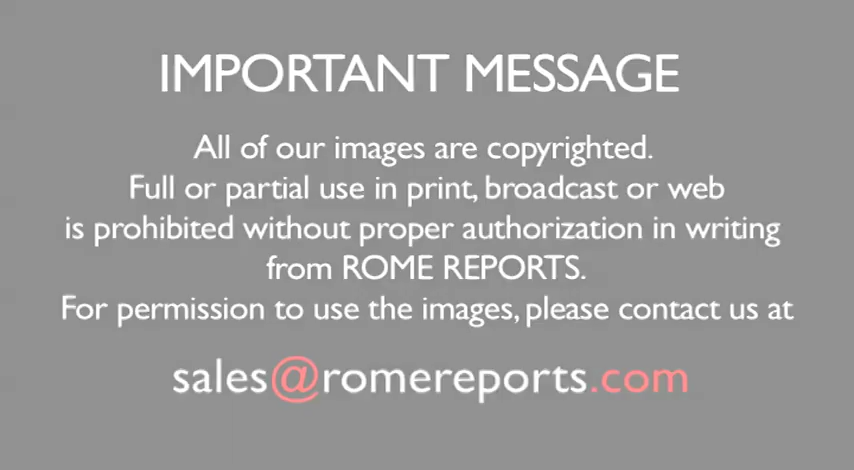 IMPORTANT MESSAGE
All of our images are copyrighted.
Full or partial use in print, broadcast or web
is prohibited without proper authorization in writing
from ROME REPORTS.
For permission to use the images, please contact us at
sales@romereports.com